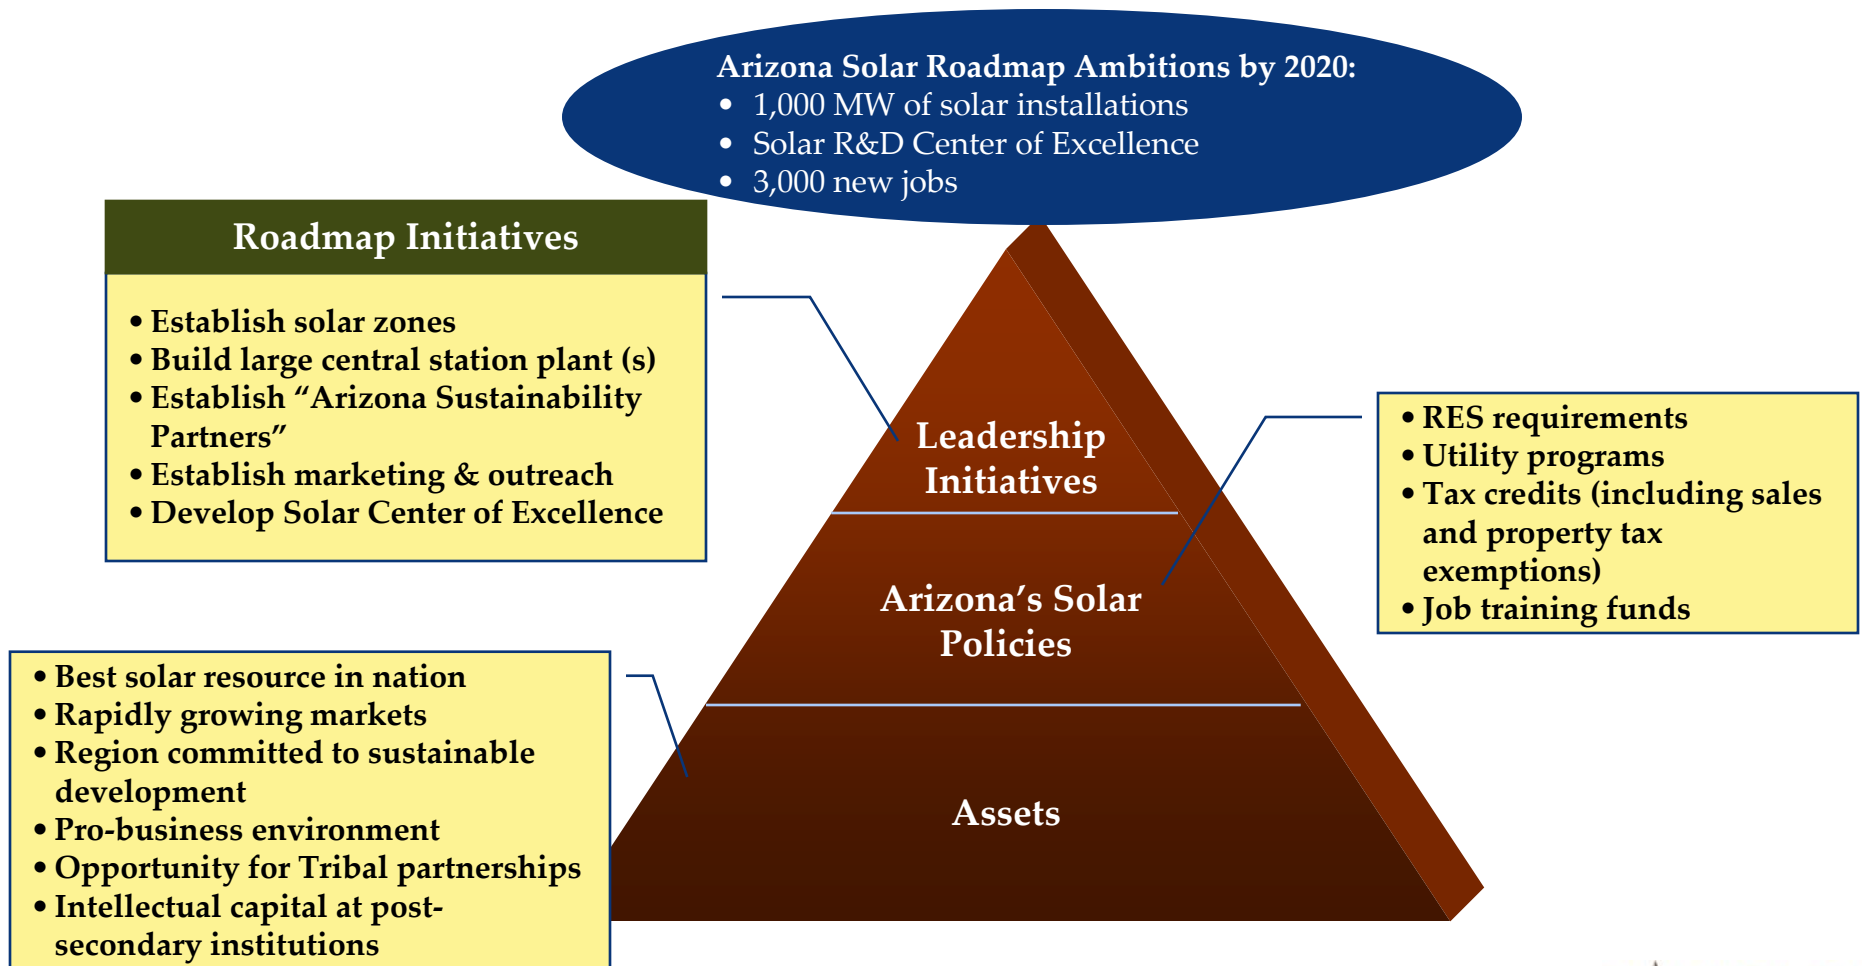 Arizona Solar Roadmap Ambitions by 2020:
• 1,000 MW of solar installations
• Solar R&D Center of Excellence
• 3,000 new jobs
Roadmap Initiatives
• Establish solar zones
• Build large central station plant (s)
• Establish “Arizona Sustainability
Partners”
• Establish marketing & outreach
• Develop Solar Center of Excellence
Leadership
Initiatives
• RES requirements
• Utility programs
• Tax credits (including sales
and property tax
exemptions)
• Job training funds
Arizona’s Solar
Policies
• Best solar resource in nation
• Rapidly growing markets
• Region committed to sustainable
development
• Pro-business environment
• Opportunity for Tribal partnerships
• Intellectual capital at post-
secondary institutions
Assets